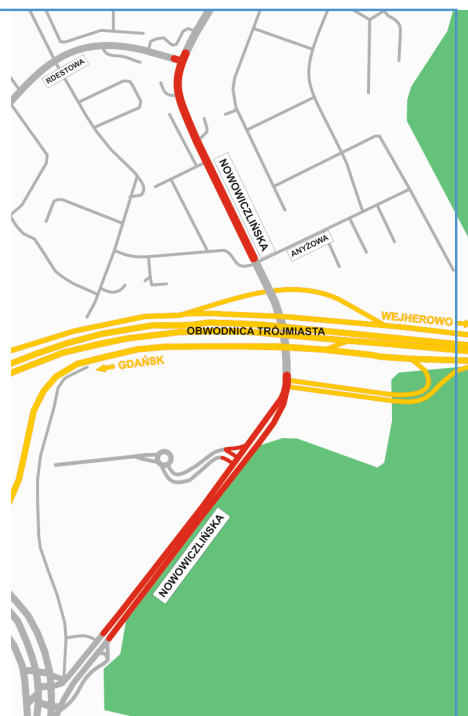 RDESTOWA
NOWOWICZLIŃSKA
ANYŻOWA
WEJHEROWO
OBWODNICA TRÓJMIASTA
GDAŃSK
NOWOWICZLIŃSKA